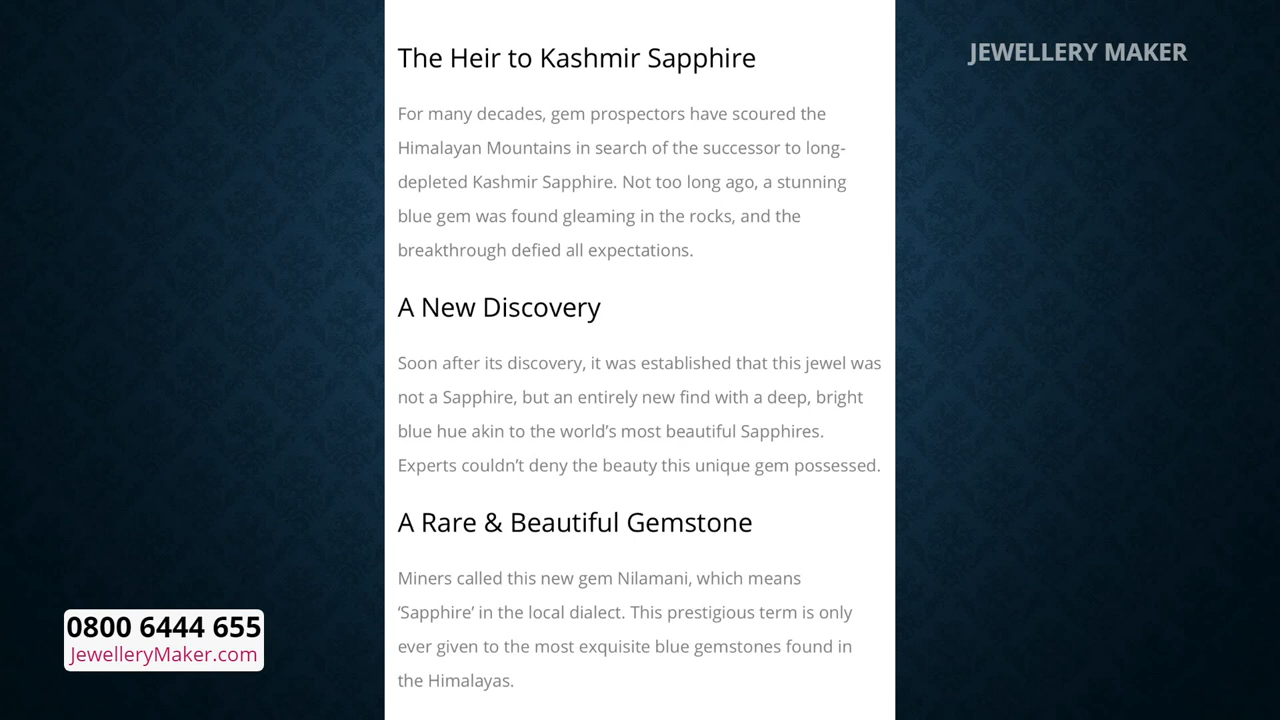 JEWELLERY MAKER
The Heir to Kashmir Sapphire
For many decades, gem prospectors have scoured the
Himalayan Mountains in search of the successor to long-
depleted Kashmir Sapphire. Not too long ago, a stunning
blue gem was found gleaming in the rocks, and the
breakthrough defied all expectations.
A New Discovery
Soon after its discovery, it was established that this jewel was
not a Sapphire, but an entirely new find with a deep, bright
blue hue akin to the world’s most beautiful Sapphires.
Experts couldn’t deny the beauty this unique gem possessed.
A Rare & Beautiful Gemstone
Miners called this new gem Nilamani, which means
‘Sapphire’ in the local dialect. This prestigious term is only
ever given to the most exquisite blue gemstones found in
the Himalayas.
0800 6444 655
JewelleryMaker.com